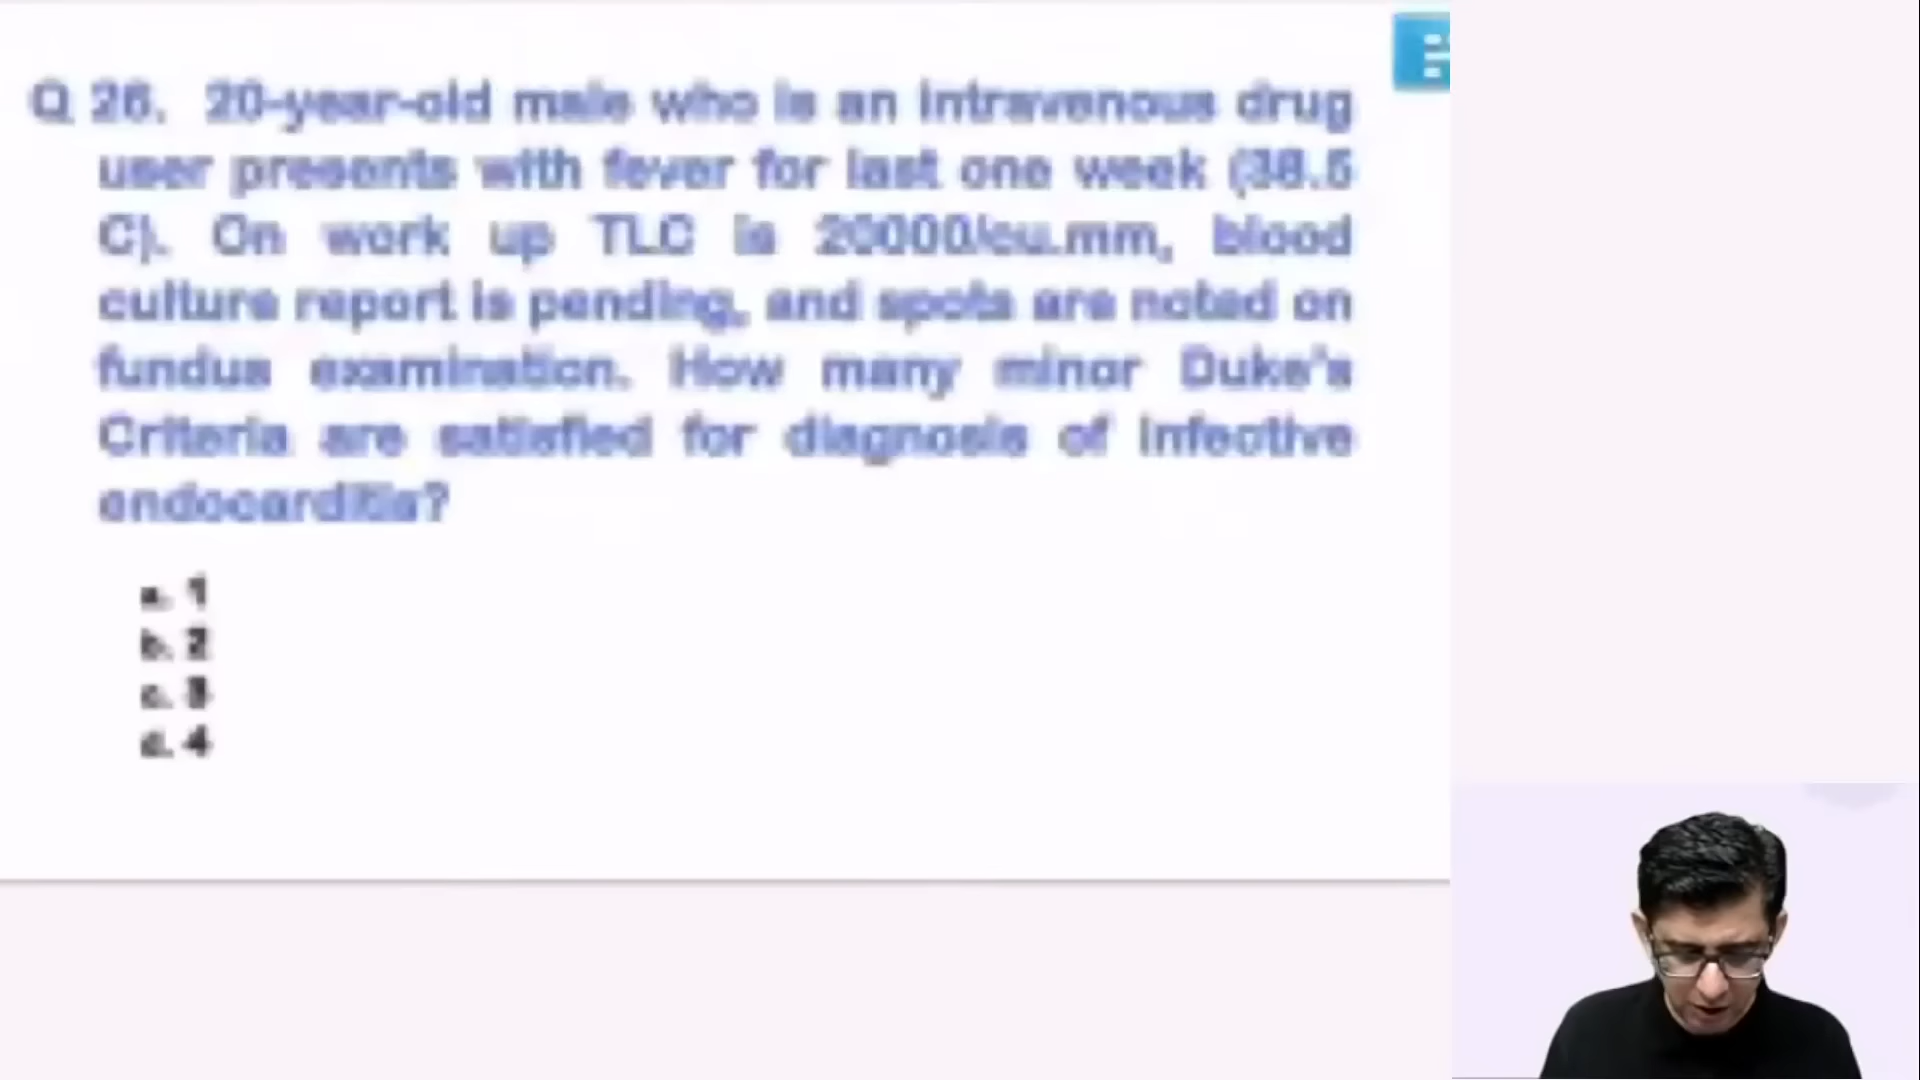 Q 26. 20-year-old male who is an intravenous drug
user presents with fever for last one week (38.5
C). On work up TLC is 20000/cu.mm, blood
culture report is pending, and spots are noted on
fundus examination. How many minor Duke's
Criteria are satisfied for diagnosis of infective
endocarditis?
a. 1
b. 2
c. 3
d. 4